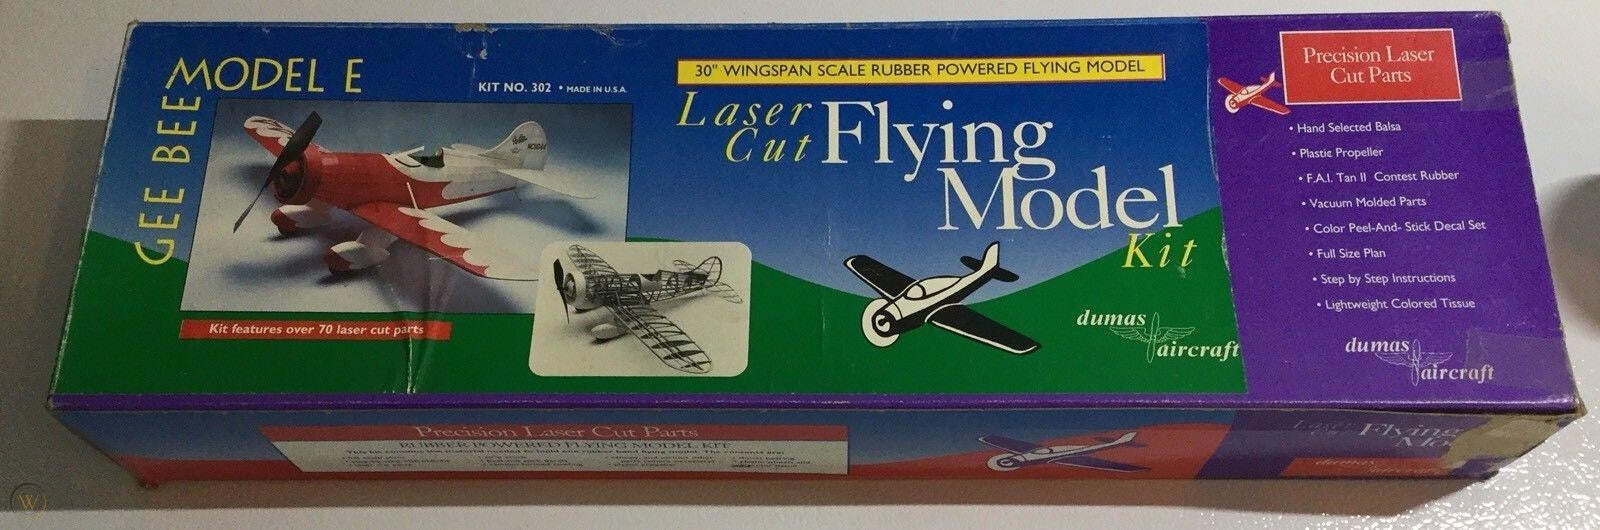 GEE BEE
MODEL E
KIT NO. 302 • MADE IN U.S.A.
Kit features over 70 laser cut parts
30" WINGSPAN SCALE RUBBER POWERED FLYING MODEL
Laser
Cut
Flying
Model
Kit
dumas
aircraft
Precision Laser
Cut Parts
• Hand Selected Balsa
• Plastic Propeller
• F.A.I. Tan II Contest Rubber
• Vacuum Molded Parts
• Color Peel-And- Stick Decal Set
• Full Size Plan
• Step by Step Instructions
• Lightweight Colored Tissue
dumas
aircraft
Precision Laser Cut Parts
RUBBER POWERED FLYING MODEL KIT
Laser
Flying
dumas
aircraft
W